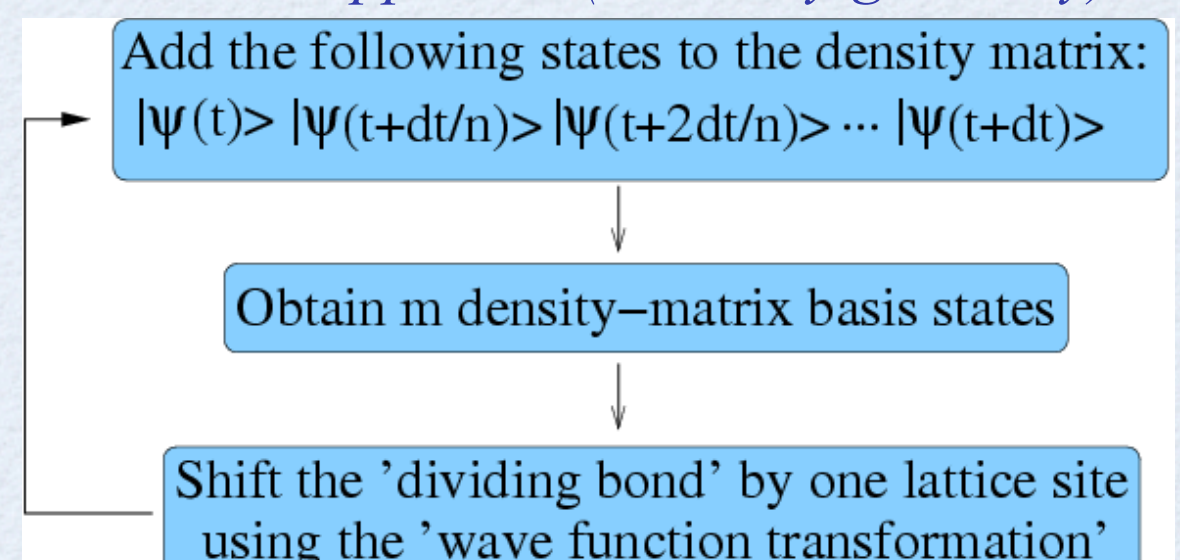 Add the following states to the density matrix:
|ψ(t)> |ψ(t+dt/n)> |ψ(t+2dt/n)> ··· |ψ(t+dt)>
Obtain m density−matrix basis states
Shift the ’dividing bond’ by one lattice site
using the ’wave function transformation’